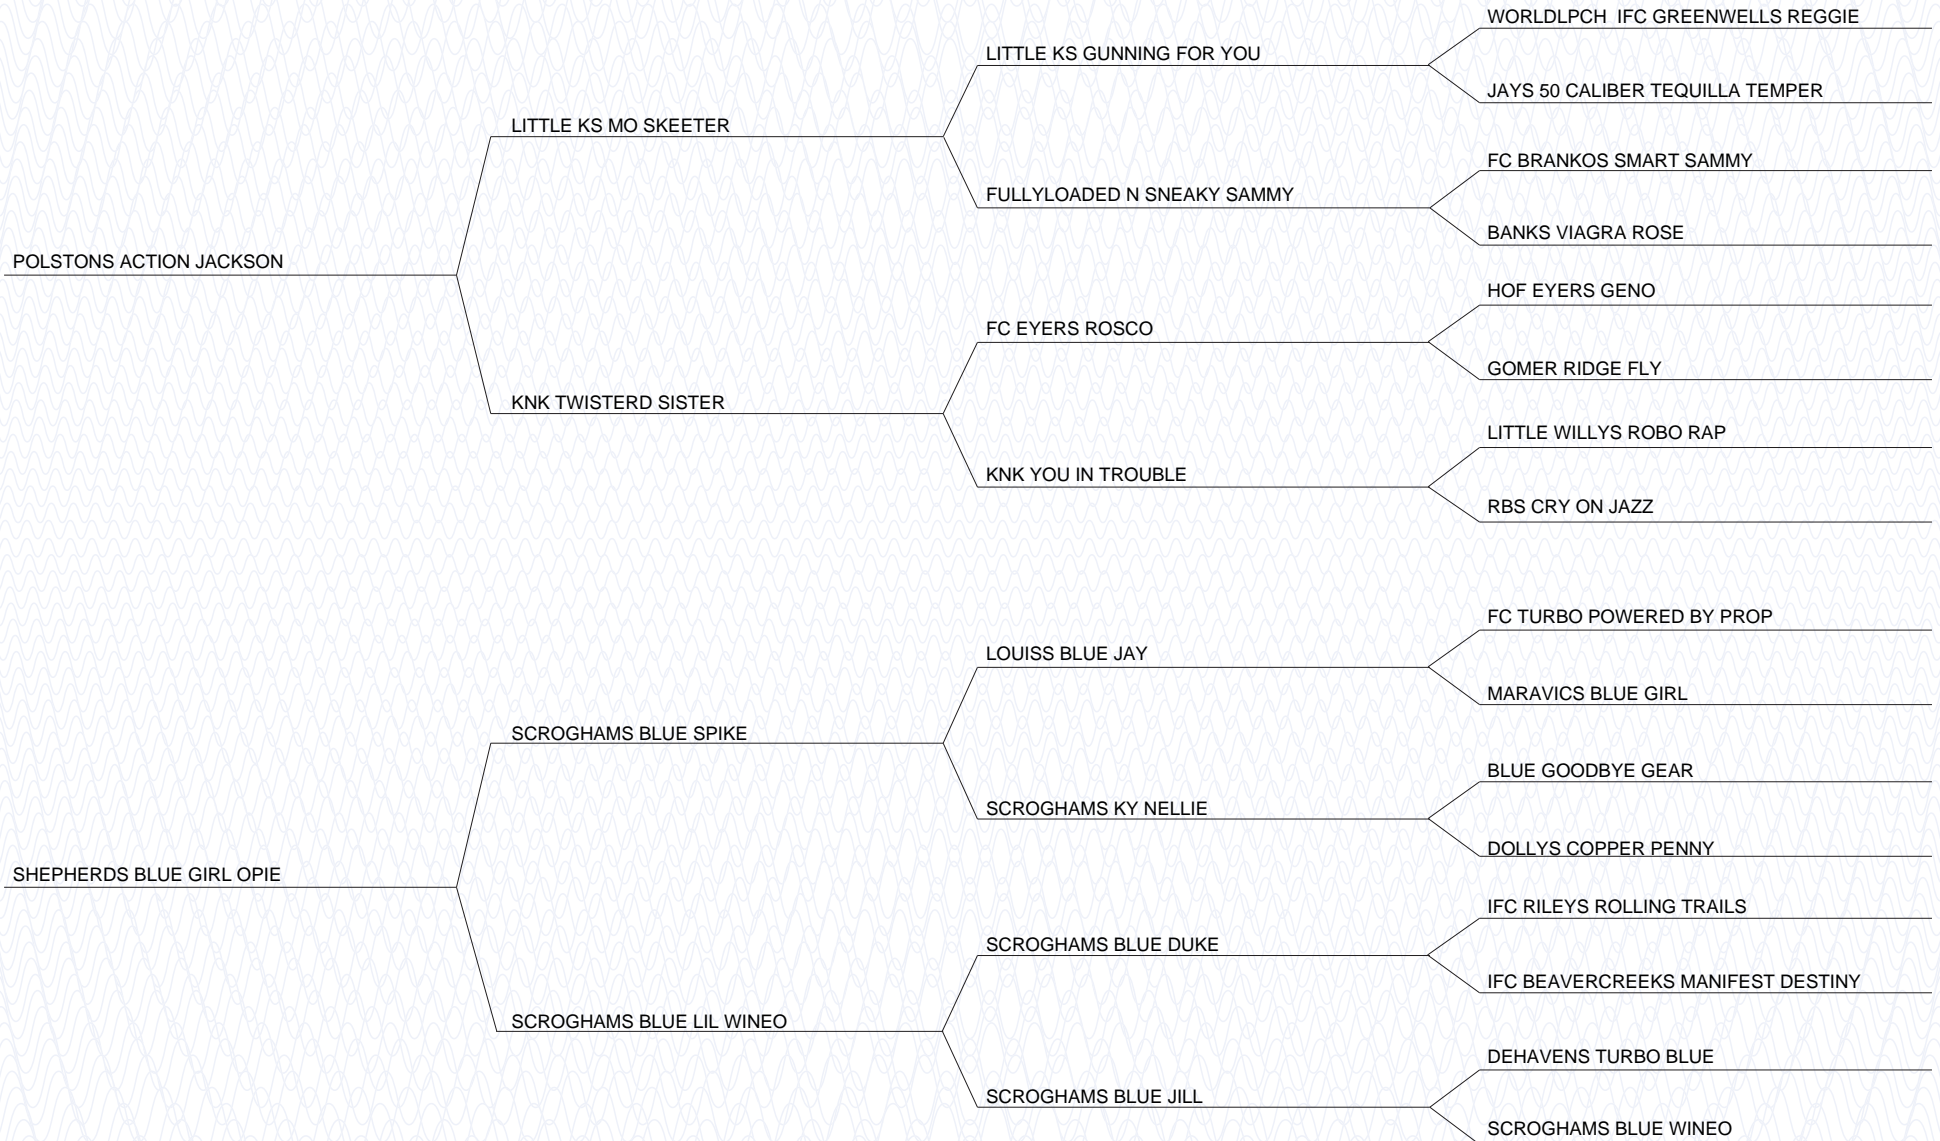 WORLDLPCH  IFC GREENWELLS REGGIE
LITTLE KS GUNNING FOR YOU
JAYS 50 CALIBER TEQUILLA TEMPER
LITTLE KS MO SKEETER
FC BRANKOS SMART SAMMY
FULLYLOADED N SNEAKY SAMMY
BANKS VIAGRA ROSE
POLSTONS ACTION JACKSON
HOF EYERS GENO
FC EYERS ROSCO
GOMER RIDGE FLY
KNK TWISTERD SISTER
LITTLE WILLYS ROBO RAP
KNK YOU IN TROUBLE
RBS CRY ON JAZZ
FC TURBO POWERED BY PROP
LOUISS BLUE JAY
MARAVICS BLUE GIRL
SCROGHAMS BLUE SPIKE
BLUE GOODBYE GEAR
SCROGHAMS KY NELLIE
DOLLYS COPPER PENNY
SHEPHERDS BLUE GIRL OPIE
IFC RILEYS ROLLING TRAILS
SCROGHAMS BLUE DUKE
IFC BEAVERCREEKS MANIFEST DESTINY
SCROGHAMS BLUE LIL WINEO
DEHAVENS TURBO BLUE
SCROGHAMS BLUE JILL
SCROGHAMS BLUE WINEO